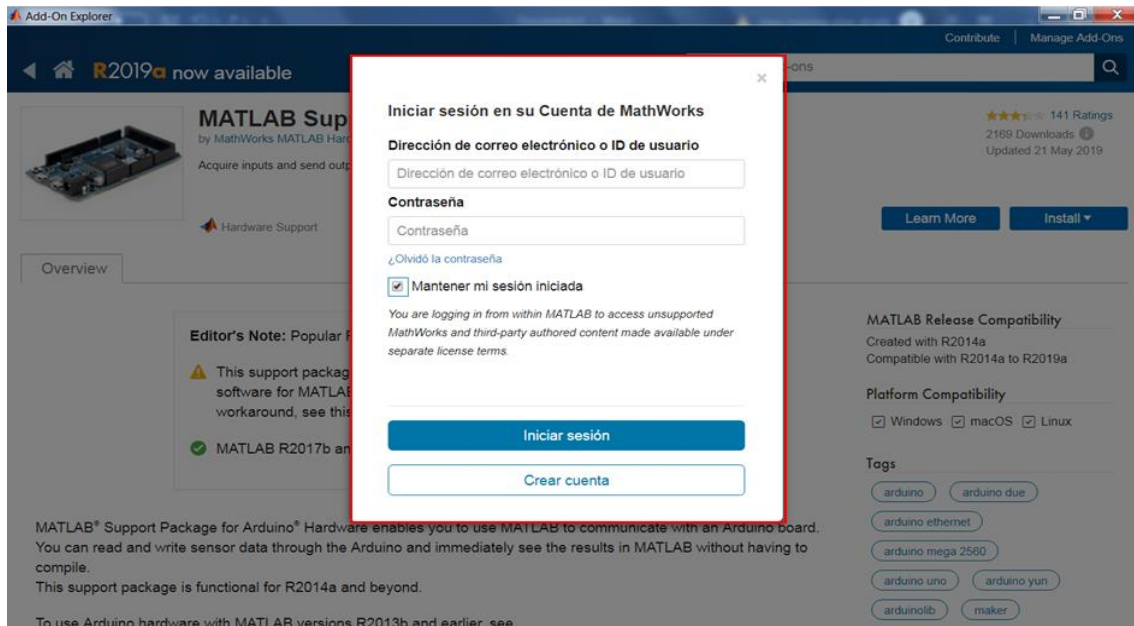 Add-On Explorer
Contribute
Manage Add-Ons
R2019a now available
-ons
MATLAB Sup
by MathWorks MATLAB Hard
Acquire inputs and send outp
Hardware Support
141 Ratings
2169 Downloads
Updated 21 May 2019
Learn More
Install
Overview
×
Iniciar sesión en su Cuenta de MathWorks
Dirección de correo electrónico o ID de usuario
Dirección de correo electrónico o ID de usuario
Contraseña
Contraseña
¿Olvidó la contraseña
Mantener mi sesión iniciada
You are logging in from within MATLAB to access unsupported
MathWorks and third-party authored content made available under
separate license terms.
Iniciar sesión
Crear cuenta
Editor's Note: Popular F
This support packag
software for MATLAB
workaround, see this
MATLAB R2017b an
MATLAB® Support Package for Arduino® Hardware enables you to use MATLAB to communicate with an Arduino board.
You can read and write sensor data through the Arduino and immediately see the results in MATLAB without having to
compile.
This support package is functional for R2014a and beyond.
To use Arduino hardware with MATLAB versions R2013b and earlier, see
MATLAB Release Compatibility
Created with R2014a
Compatible with R2014a to R2019a
Platform Compatibility
Windows
macOS
Linux
Tags
arduino
arduino due
arduino ethernet
arduino mega 2560
arduino uno
arduino yun
arduinolib
maker